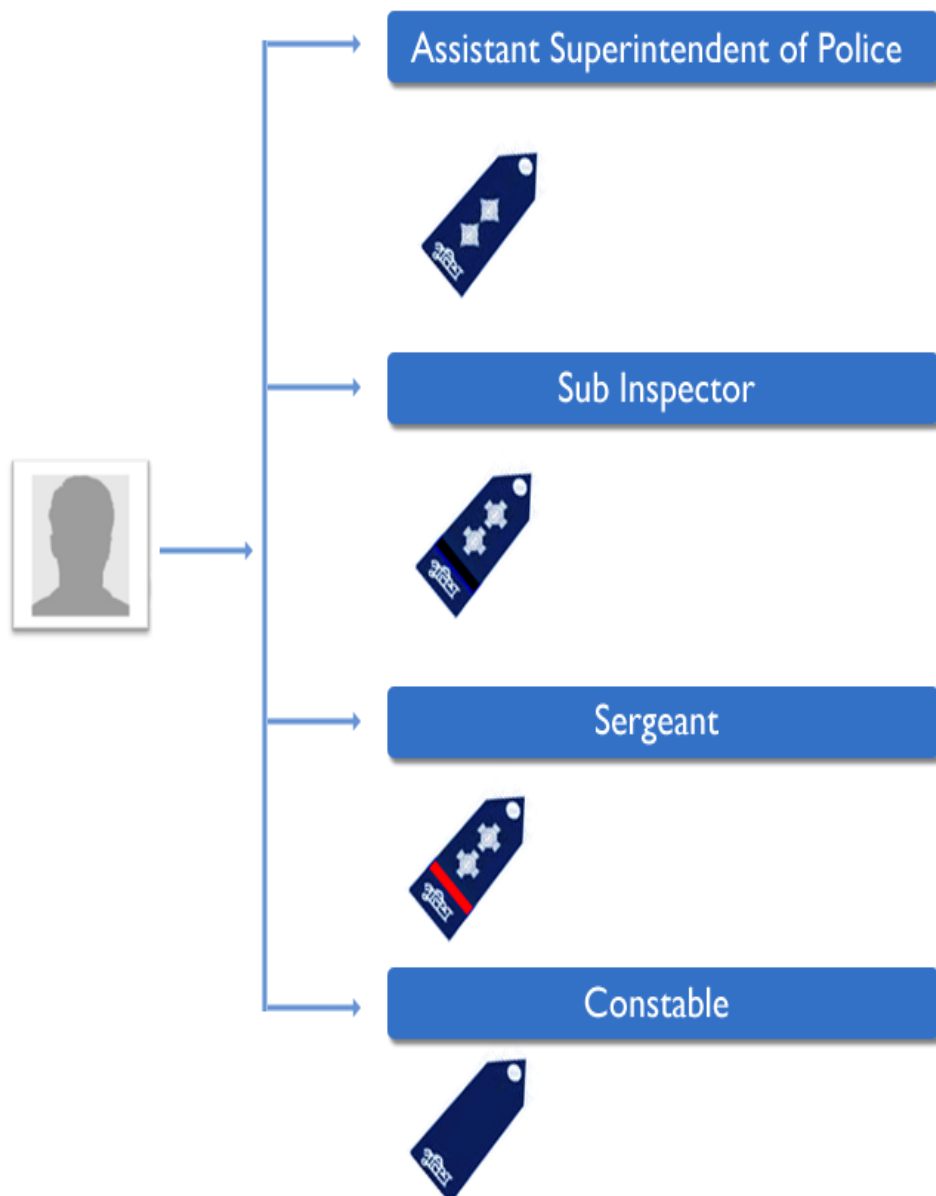 Assistant Superintendent of Police
Sub Inspector
Sergeant
Constable